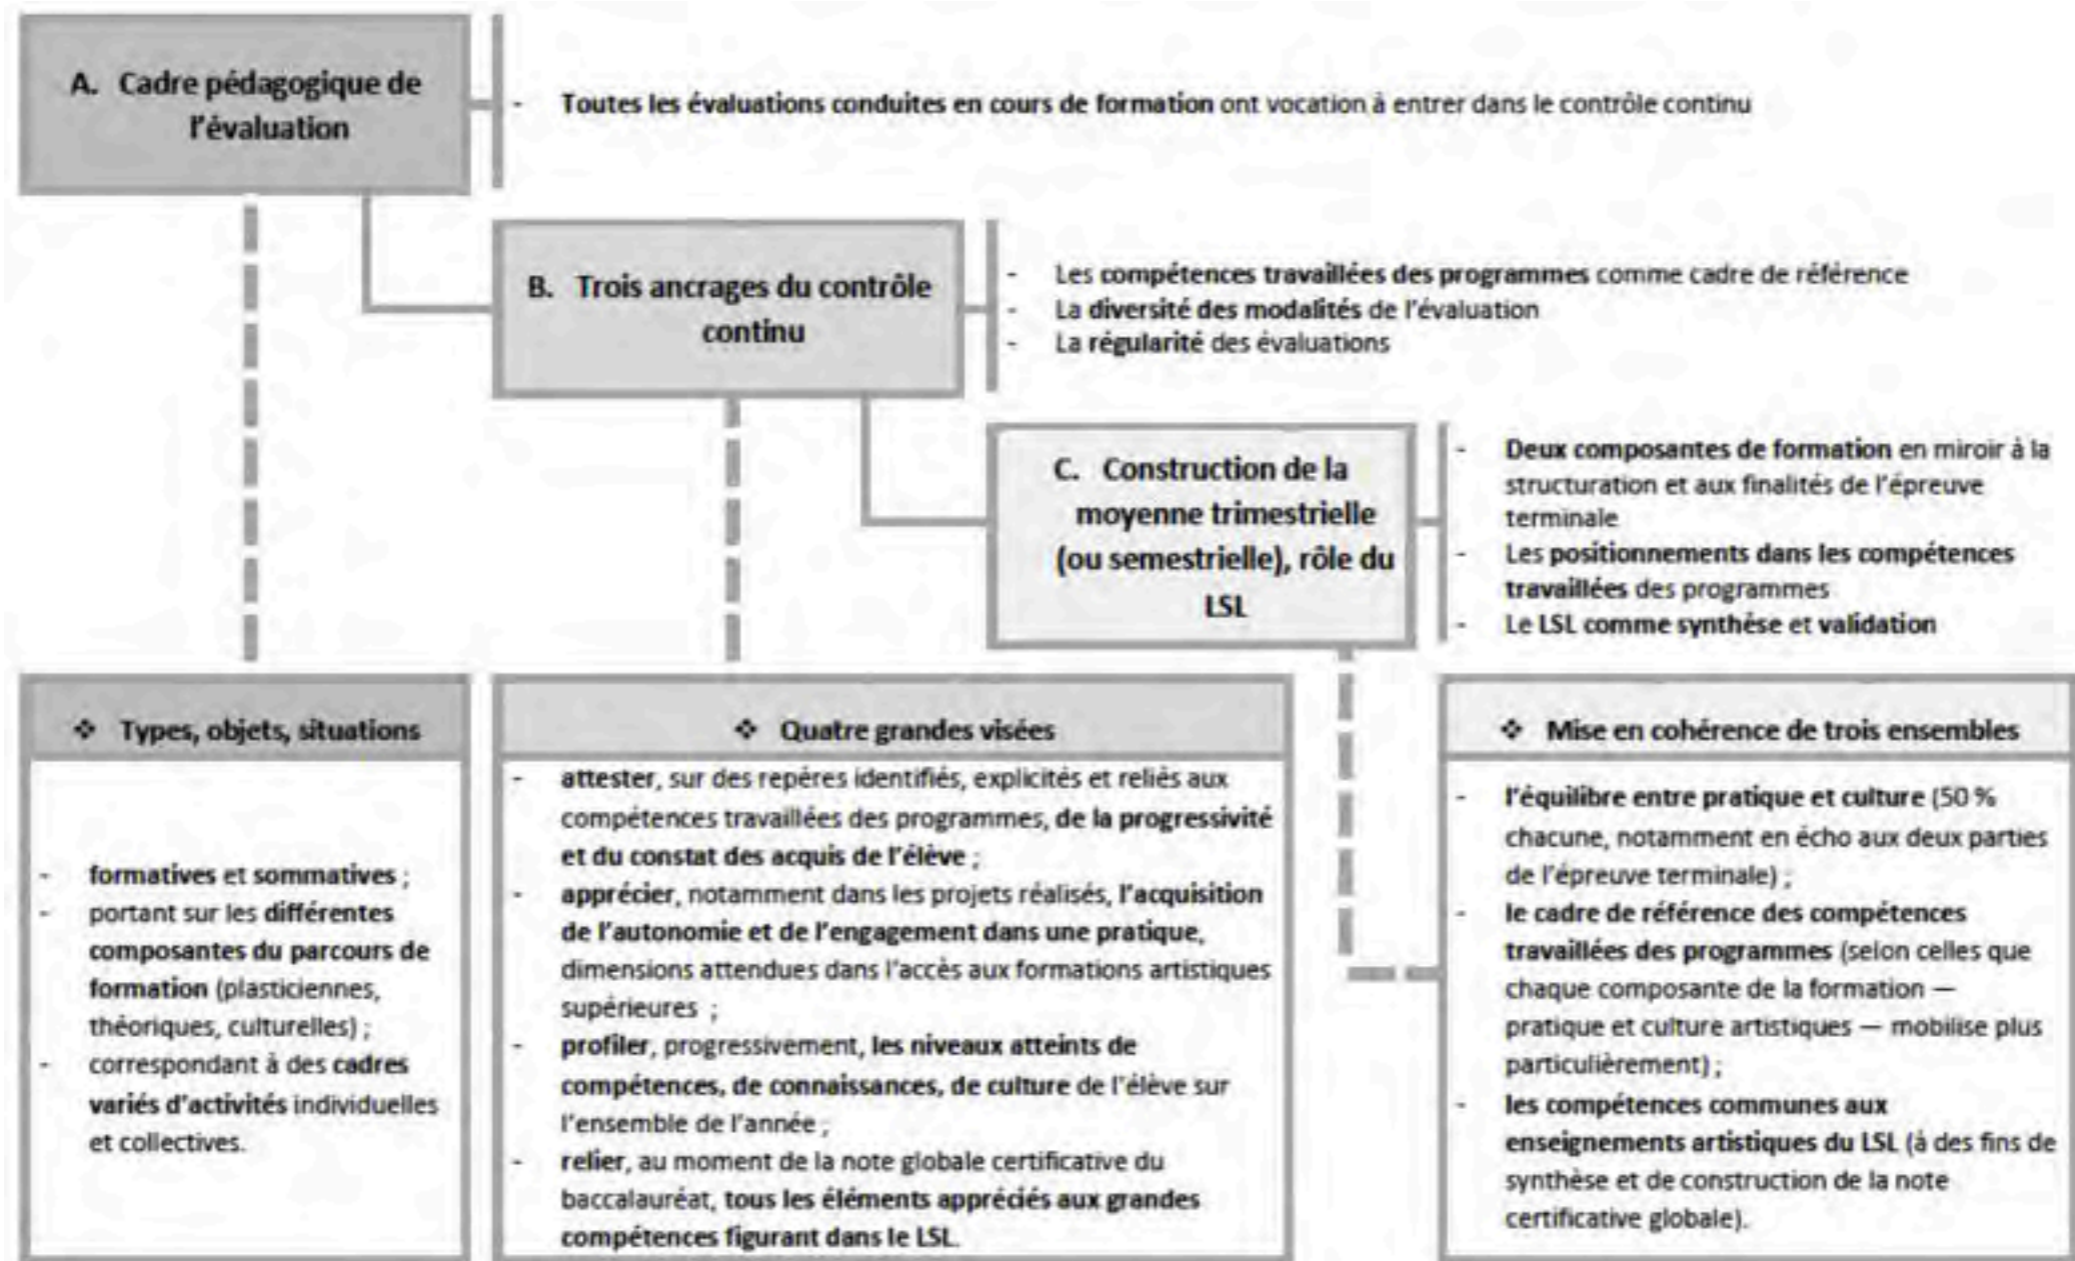 A. Cadre pédagogique de
l'évaluation
- Toutes les évaluations conduites en cours de formation ont vocation à entrer dans le contrôle continu
B. Trois ancrages du contrôle
continu
- Les compétences travaillées des programmes comme cadre de référence
- La diversité des modalités de l'évaluation
- La régularité des évaluations
C. Construction de la
moyenne trimestrielle
(ou semestrielle), rôle du
LSL
- Deux composantes de formation en miroir à la
structuration et aux finalités de l'épreuve
terminale
- Les positionnements dans les compétences
travaillées des programmes
- Le LSL comme synthèse et validation
❖ Types, objets, situations
- formatives et sommatives ;
- portant sur les différentes
composantes du parcours de
formation (plasticiennes,
théoriques, culturelles) ;
- correspondant à des cadres
variés d'activités individuelles
et collectives.
❖ Quatre grandes visées
- attester, sur des repères identifiés, explicités et reliés aux
compétences travaillées des programmes, de la progressivité
et du constat des acquis de l'élève ;
- apprécier, notamment dans les projets réalisés, l'acquisition
de l'autonomie et de l'engagement dans une pratique,
dimensions attendues dans l'accès aux formations artistiques
supérieures ;
- profiler, progressivement, les niveaux atteints de
compétences, de connaissances, de culture de l'élève sur
l'ensemble de l'année ;
- relier, au moment de la note globale certificative du
baccalauréat, tous les éléments appréciés aux grandes
compétences figurant dans le LSL.
❖ Mise en cohérence de trois ensembles
- l'équilibre entre pratique et culture (50 %
chacune, notamment en écho aux deux parties
de l'épreuve terminale) ;
- le cadre de référence des compétences
travaillées des programmes (selon celles que
chaque composante de la formation —
pratique et culture artistiques — mobilise plus
particulièrement) ;
- les compétences communes aux
enseignements artistiques du LSL (à des fins de
synthèse et de construction de la note
certificative globale).